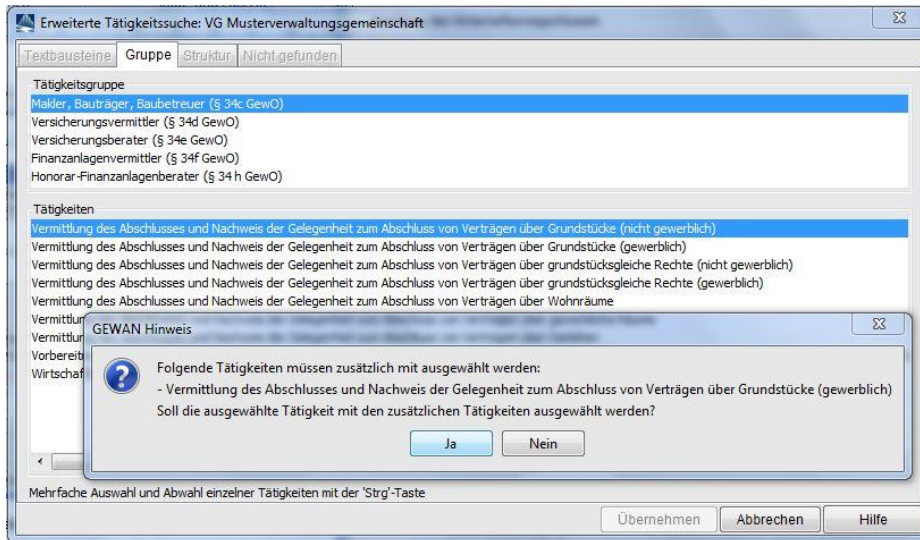 Erweiterte Tätigkeitssuche: VG Musterverwaltungsgemeinschaft
Textbausteine Gruppe Struktur Nicht gefunden
Tätigkeitsgruppe
Makler, Bauträger, Baubetreuer (§ 34c GewO)
Versicherungsvermittler (§ 34d GewO)
Versicherungsberater (§ 34e GewO)
Finanzanlagenvermittler (§ 34f GewO)
Honorar-Finanzanlagenberater (§ 34 h GewO)
Tätigkeiten
Vermittlung des Abschlusses und Nachweis der Gelegenheit zum Abschluss von Verträgen über Grundstücke (nicht gewerblich)
Vermittlung des Abschlusses und Nachweis der Gelegenheit zum Abschluss von Verträgen über Grundstücke (gewerblich)
Vermittlung des Abschlusses und Nachweis der Gelegenheit zum Abschluss von Verträgen über grundstücksgleiche Rechte (nicht gewerblich)
Vermittlung des Abschlusses und Nachweis der Gelegenheit zum Abschluss von Verträgen über grundstücksgleiche Rechte (gewerblich)
Vermittlung des Abschlusses und Nachweis der Gelegenheit zum Abschluss von Verträgen über Wohnräume
Vermittlun
Vermittlun
Vorbereit
Wirtschaf
GEWAN Hinweis
Folgende Tätigkeiten müssen zusätzlich mit ausgewählt werden:
- Vermittlung des Abschlusses und Nachweis der Gelegenheit zum Abschluss von Verträgen über Grundstücke (gewerblich)
Soll die ausgewählte Tätigkeit mit den zusätzlichen Tätigkeiten ausgewählt werden?
Ja Nein
Mehrfache Auswahl und Abwahl einzelner Tätigkeiten mit der 'Strg'-Taste
Übernehmen Abbrechen Hilfe